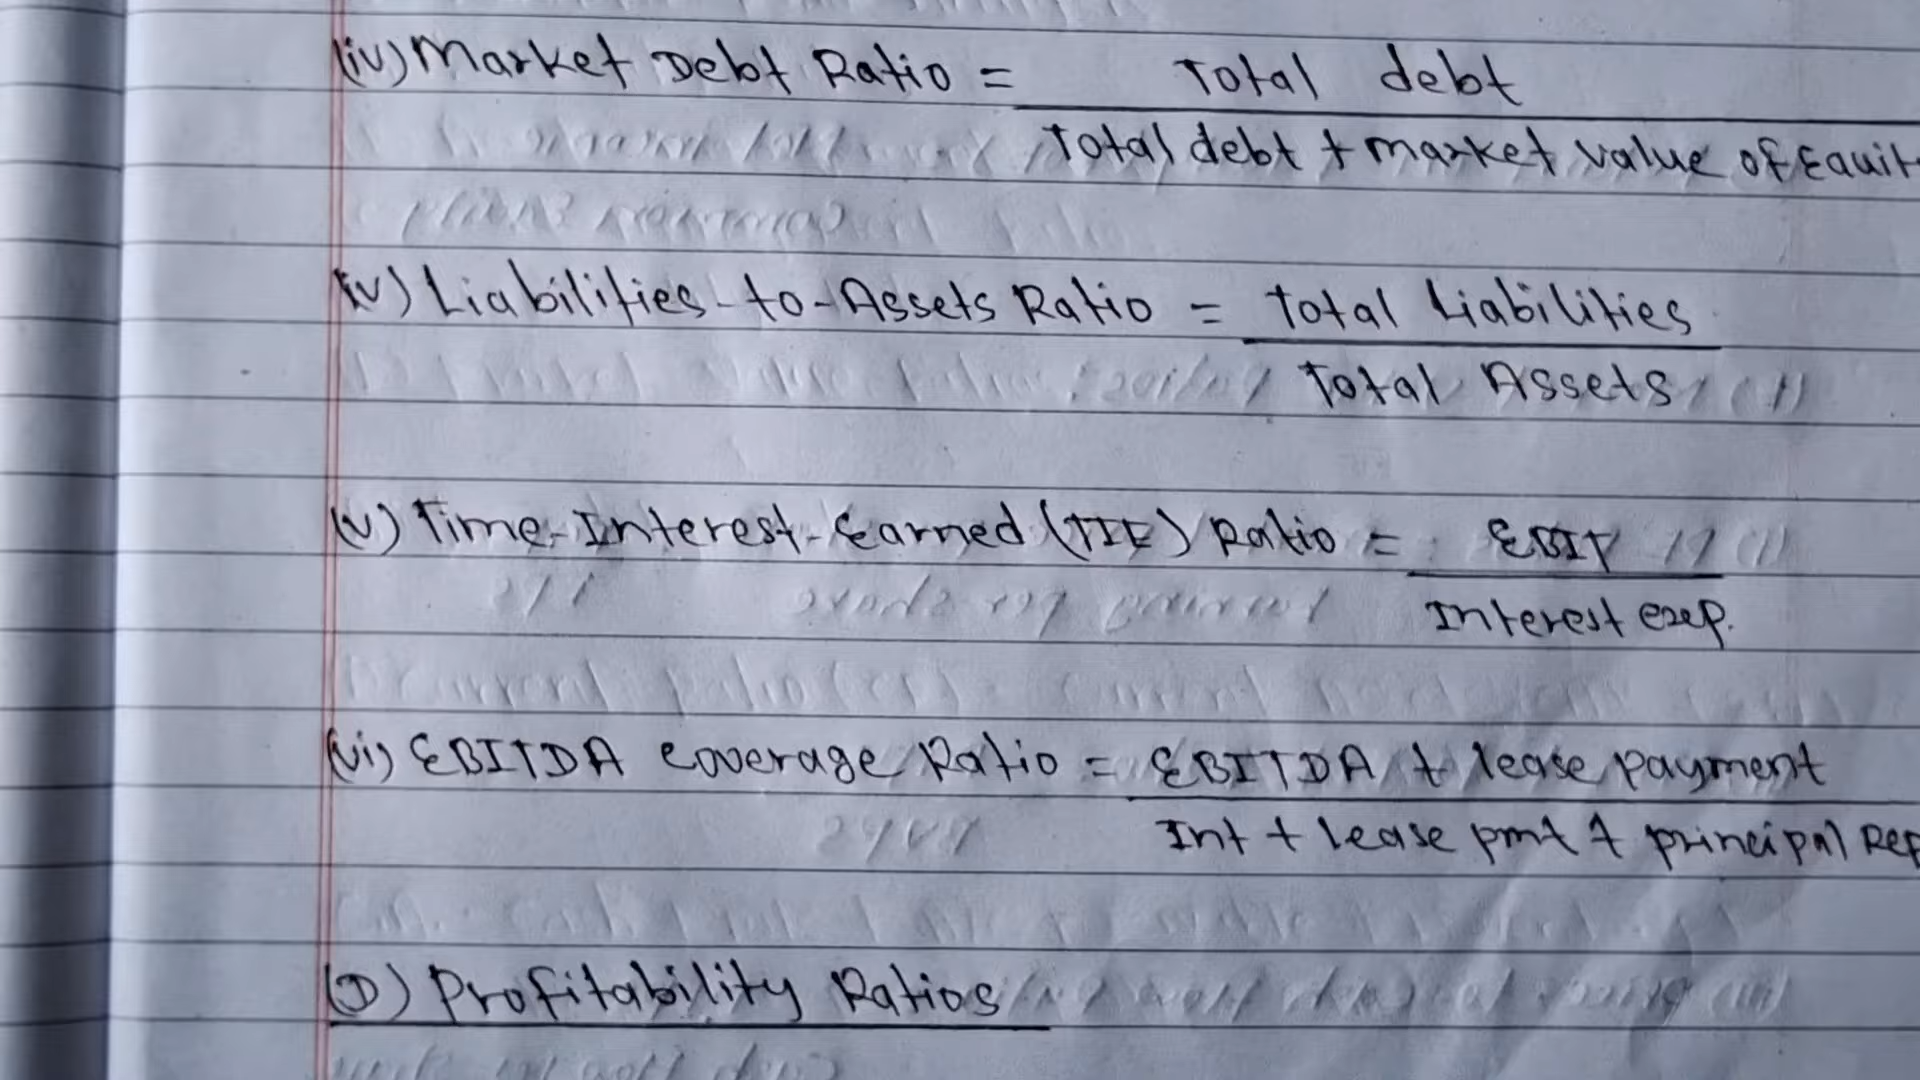 (iv) Market Debt Ratio = Total debt
Total debt + market value of Equit
(iv) Liabilities-to-Assets Ratio = Total Liabilities
Total Assets
(v) Time-Interest-Earned (TIE) Ratio = EBIT
Interest exp.
(vi) EBITDA coverage Ratio = EBITDA + lease payment
Int + lease pmt + principal Rep
(D) Profitability Ratios